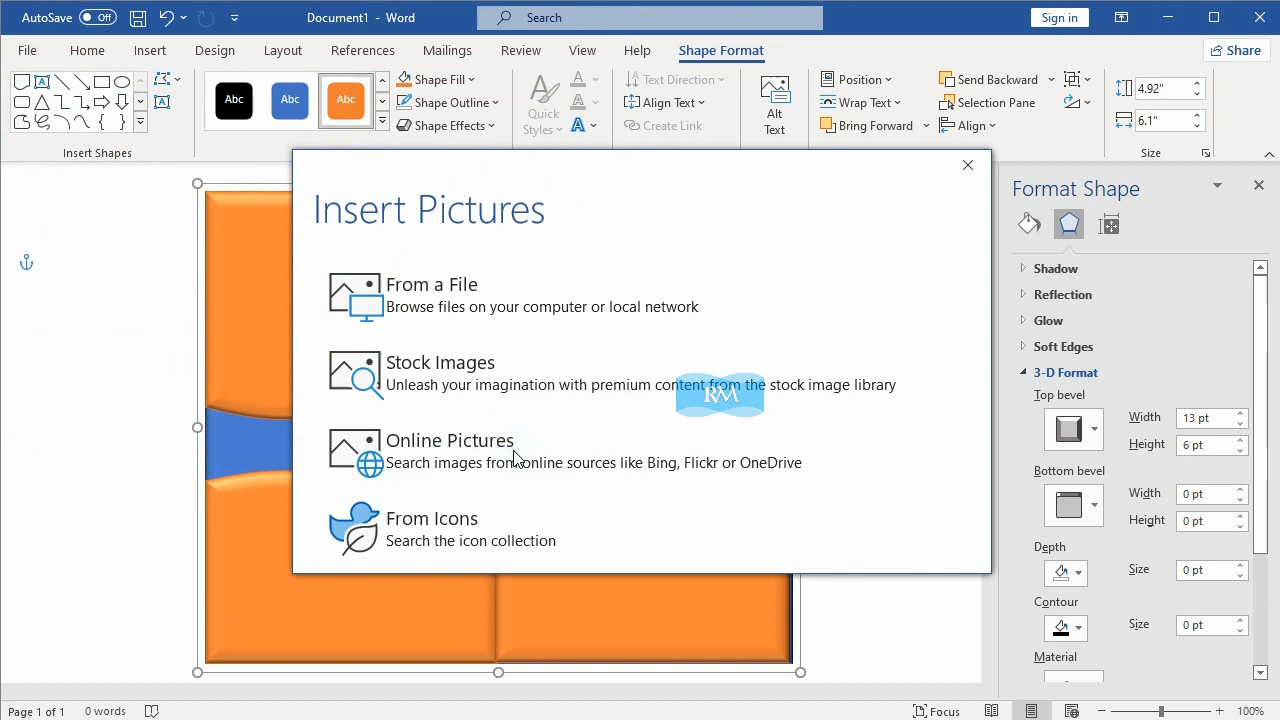 AutoSave Off Document1 - Word Search Sign in
File Home Insert Design Layout References Mailings Review View Help Shape Format Share
Abc Abc Abc
Shape Fill
Shape Outline
Shape Effects
Quick Styles
Text Direction
Align Text
Create Link
Alt Text
Position
Wrap Text
Bring Forward
Send Backward
Selection Pane
Align
4.92"
6.1"
Insert Shapes
Size
Insert Pictures
From a File
Browse files on your computer or local network
Stock Images
Unleash your imagination with premium content from the stock image library
RM
Online Pictures
Search images from online sources like Bing, Flickr or OneDrive
From Icons
Search the icon collection
Format Shape
Shadow
Reflection
Glow
Soft Edges
3-D Format
Top bevel
Width 13 pt
Height 6 pt
Bottom bevel
Width 0 pt
Height 0 pt
Depth
Size 0 pt
Contour
Size 0 pt
Material
Page 1 of 1 0 words Focus 100%